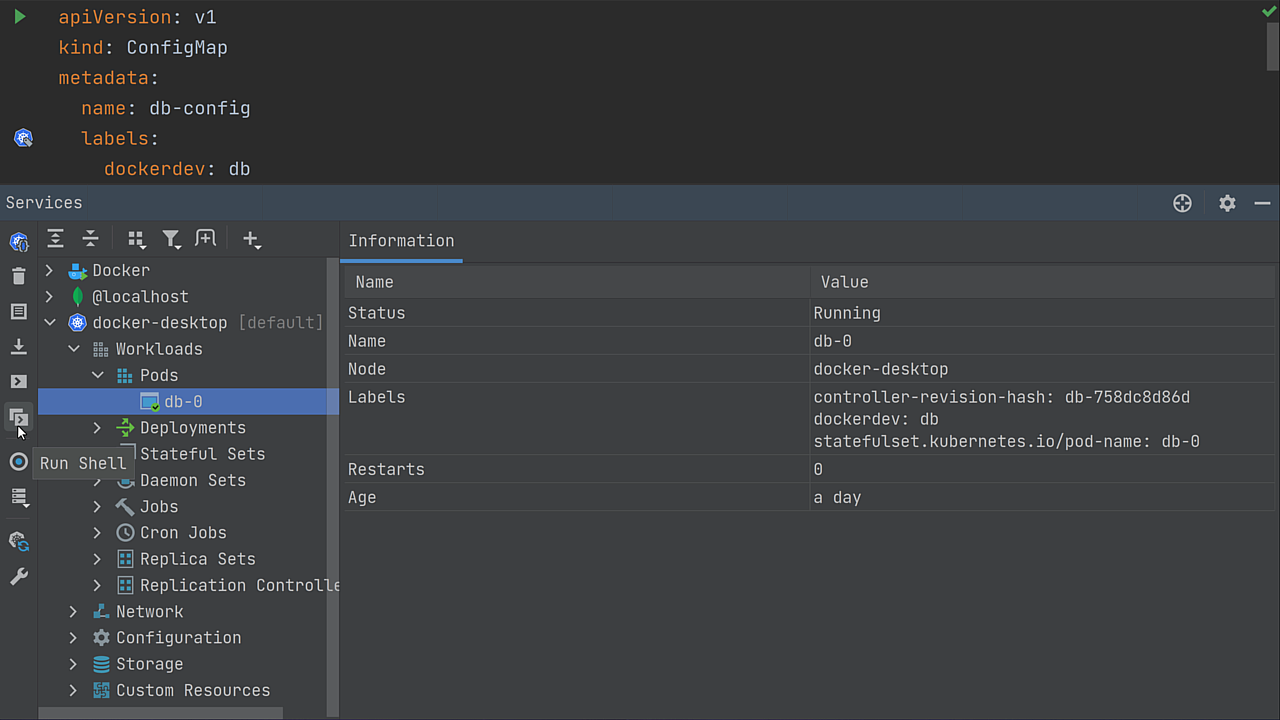 apiVersion: v1
kind: ConfigMap
metadata:
  name: db-config
  labels:
    dockerdev: db
Services
Information
Docker
@localhost
docker-desktop [default]
Workloads
Pods
db-0
Deployments
Stateful Sets
Run Shell
Daemon Sets
Jobs
Cron Jobs
Replica Sets
Replication Controlle
Network
Configuration
Storage
Custom Resources
Name Value
Status Running
Name db-0
Node docker-desktop
Labels controller-revision-hash: db-758dc8d86d
dockerdev: db
statefulset.kubernetes.io/pod-name: db-0
Restarts 0
Age a day